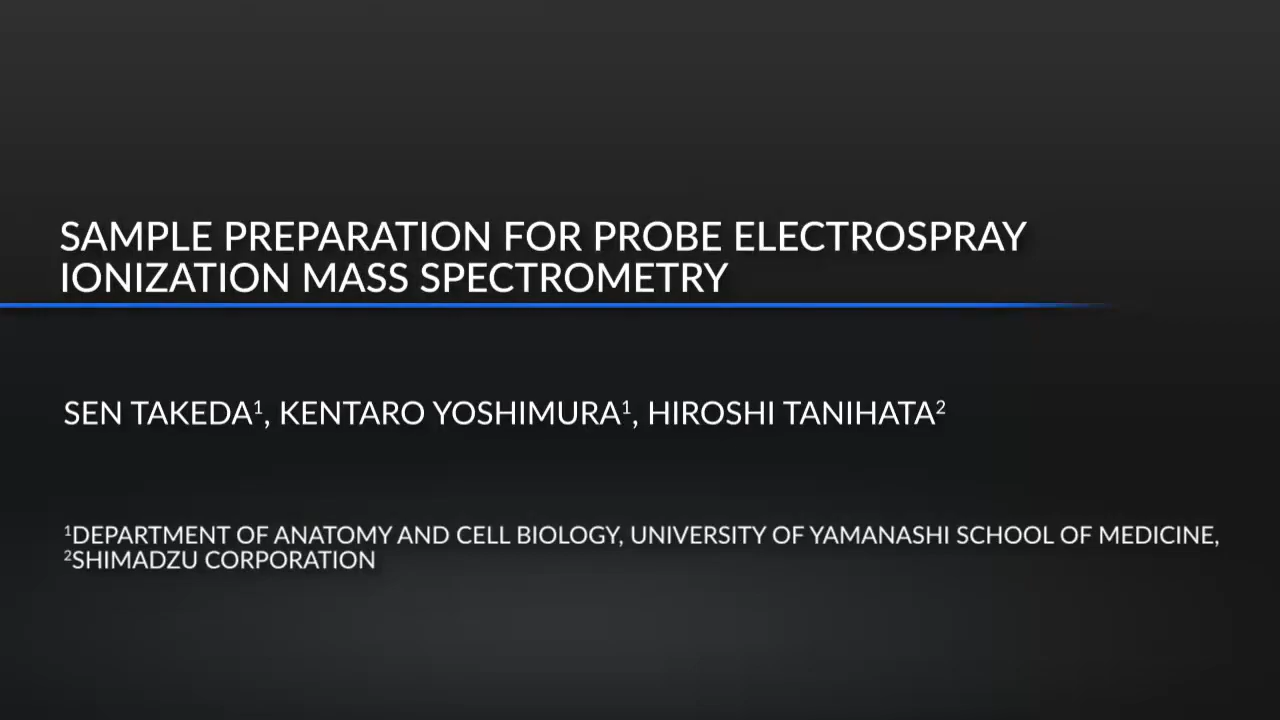 SAMPLE PREPARATION FOR PROBE ELECTROSPRAY
IONIZATION MASS SPECTROMETRY
SEN TAKEDA¹, KENTARO YOSHIMURA¹, HIROSHI TANIHATA²
¹DEPARTMENT OF ANATOMY AND CELL BIOLOGY, UNIVERSITY OF YAMANASHI SCHOOL OF MEDICINE,
²SHIMADZU CORPORATION